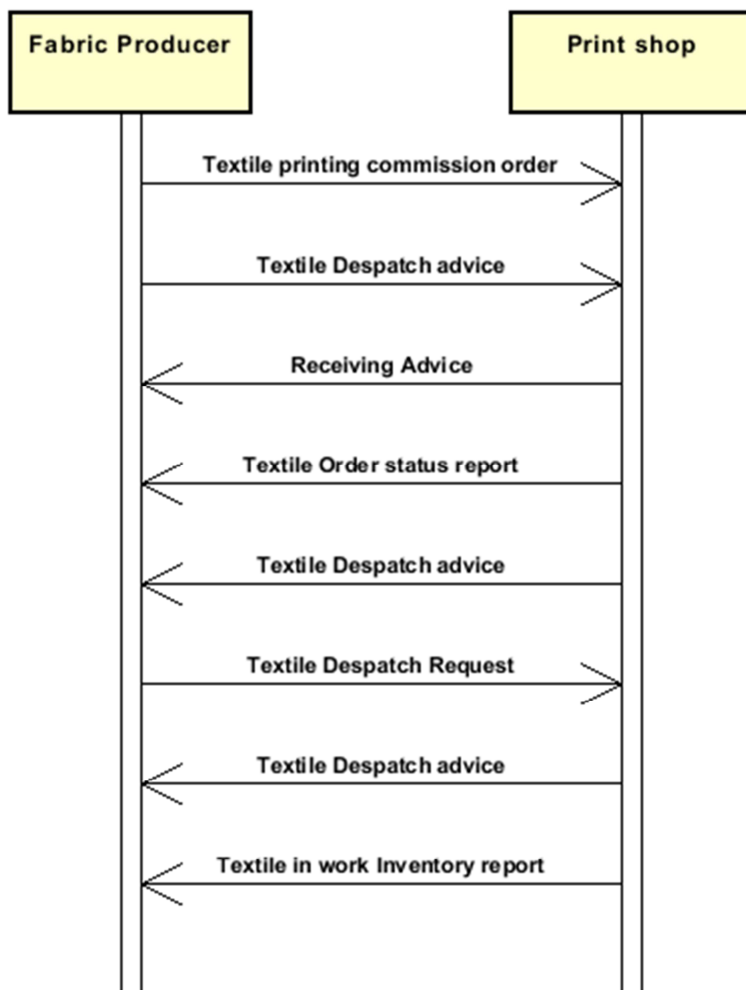 Fabric Producer
Print shop
Textile printing commission order
Textile Despatch advice
Receiving Advice
Textile Order status report
Textile Despatch advice
Textile Despatch Request
Textile Despatch advice
Textile in work Inventory report